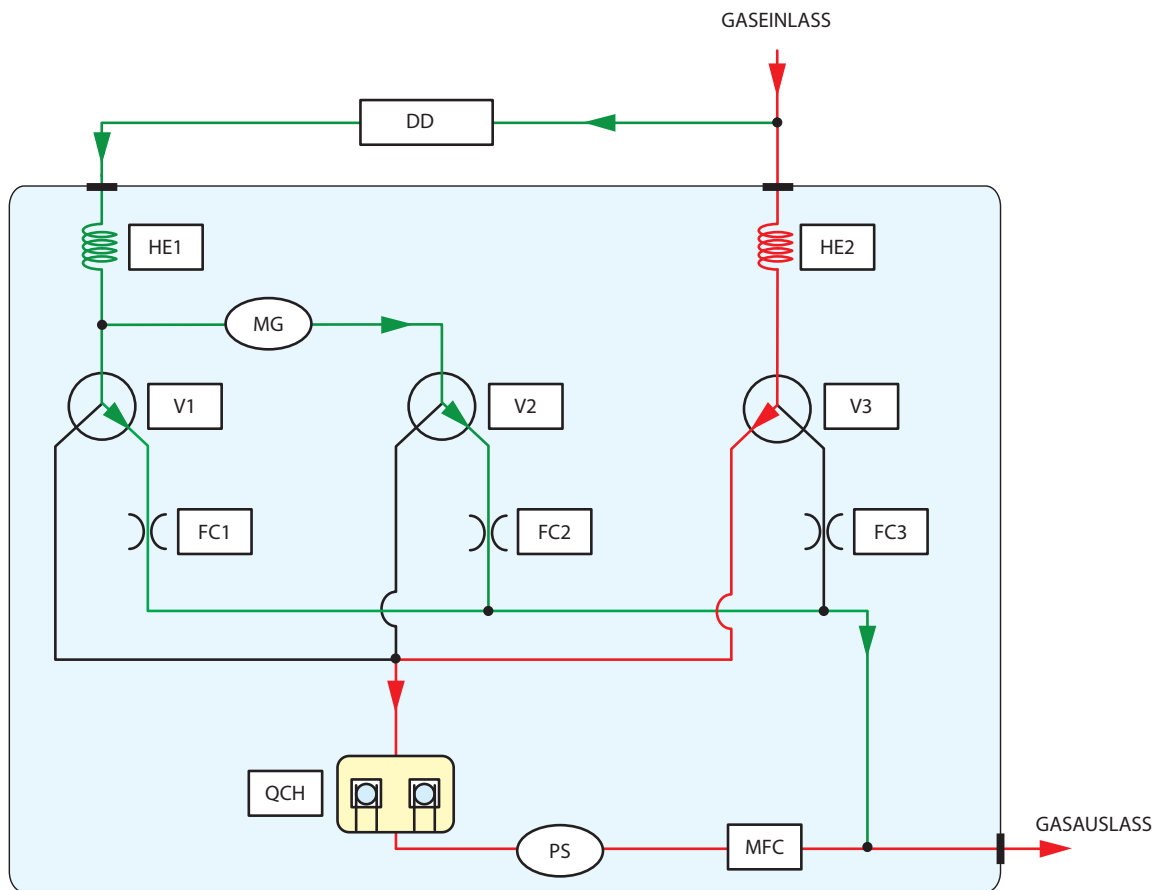 GASEINLASS
DD
HE1
HE2
MG
V1
V2
V3
FC1
FC2
FC3
QCH
PS
MFC
GASAUSLASS